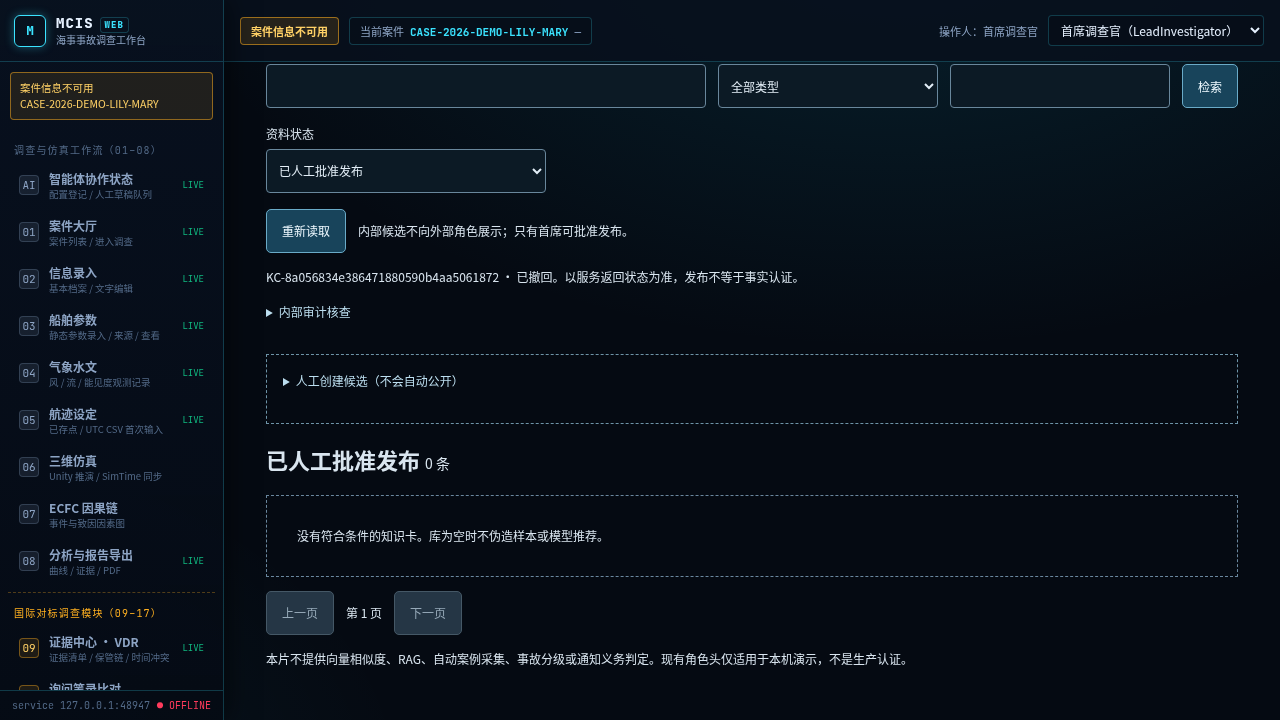 M
MCIS WEB
海事事故调查工作台
案件信息不可用
当前案件 CASE-2026-DEMO-LILY-MARY —
操作人: 首席调查官
首席调查官（LeadInvestigator）
案件信息不可用
CASE-2026-DEMO-LILY-MARY
调查与仿真工作流（01–08）
AI 智能体协作状态 LIVE
配置登记 / 人工草稿队列
01 案件大厅 LIVE
案件列表 / 进入调查
02 信息录入 LIVE
基本档案 / 文字编辑
03 船舶参数 LIVE
静态参数录入 / 来源 / 查看
04 气象水文 LIVE
风 / 流 / 能见度观测记录
05 航迹设定 LIVE
已存点 / UTC CSV 首次输入
06 三维仿真
Unity 推演 / SimTime 同步
07 ECFC 因果链
事件与致因因素图
08 分析与报告导出 LIVE
曲线 / 证据 / PDF
国际对标调查模块（09–17）
09 证据中心 · VDR LIVE
证据清单 / 保管链 / 时间冲突
询问笔录比对
service 127.0.0.1:48947 ● OFFLINE
全部类型
检索
资料状态
已人工批准发布
重新读取
内部候选不向外部角色展示；只有首席可批准发布。
KC-8a056834e386471880590b4aa5061872 · 已撤回。以服务返回状态为准，发布不等于事实认证。
▶ 内部审计核查
▶ 人工创建候选（不会自动公开）
已人工批准发布 0 条
没有符合条件的知识卡。库为空时不伪造样本或模型推荐。
上一页
第 1 页
下一页
本片不提供向量相似度、RAG、自动案例采集、事故分级或通知义务判定。现有角色头仅适用于本机演示，不是生产认证。